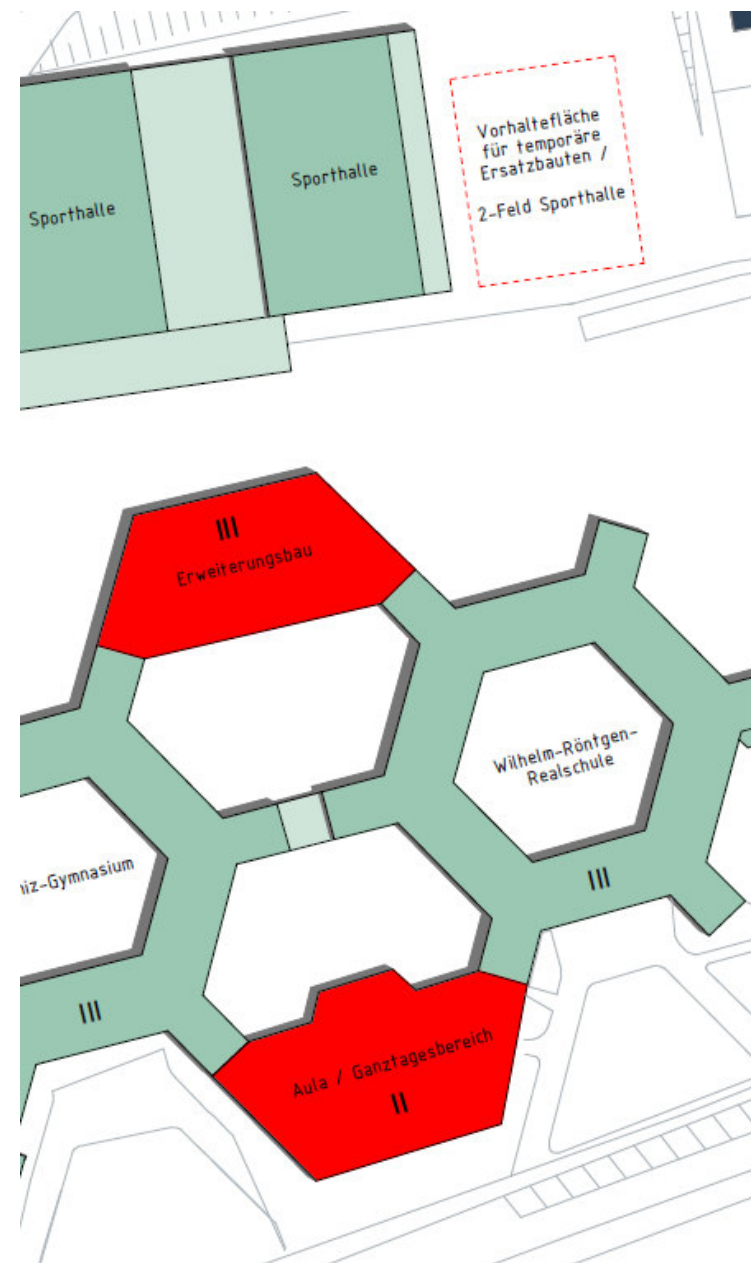 Vorhaltefläche
für temporäre
Ersatzbauten /
2-Feld Sporthalle
Sporthalle
Sporthalle
III
Erweiterungsbau
Wilhelm-Röntgen-
Realschule
niz-Gymnasium
III
III
Aula / Ganztagesbereich
II